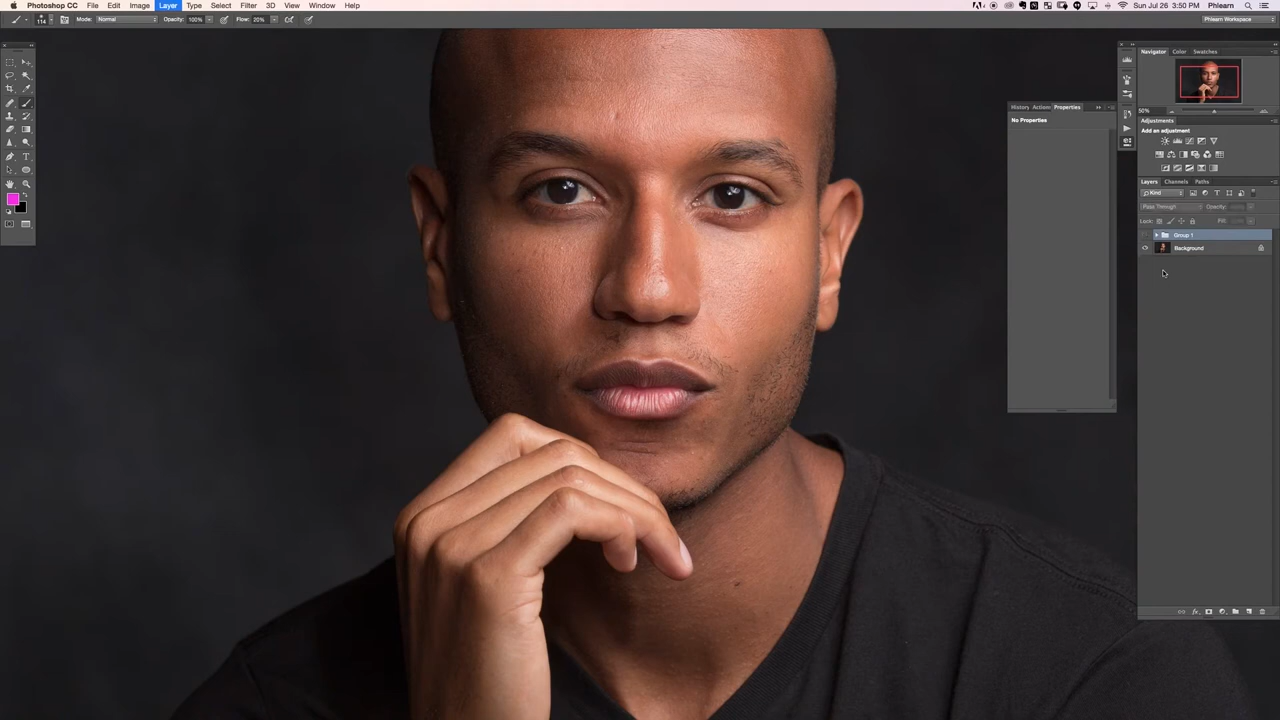 Photoshop CC File Edit Image Layer Type Select Filter 3D View Window Help Sun Jul 26 3:50 PM Phlearn
114 Mode: Normal Opacity: 100% Flow: 20% Phlearn Workspace
Navigator Color Swatches
History Actions Properties
No Properties
50%
Adjustments
Add an adjustment
Layers Channels Paths
Kind
Pass Through Opacity:
Lock: Fill:
Group 1
Background